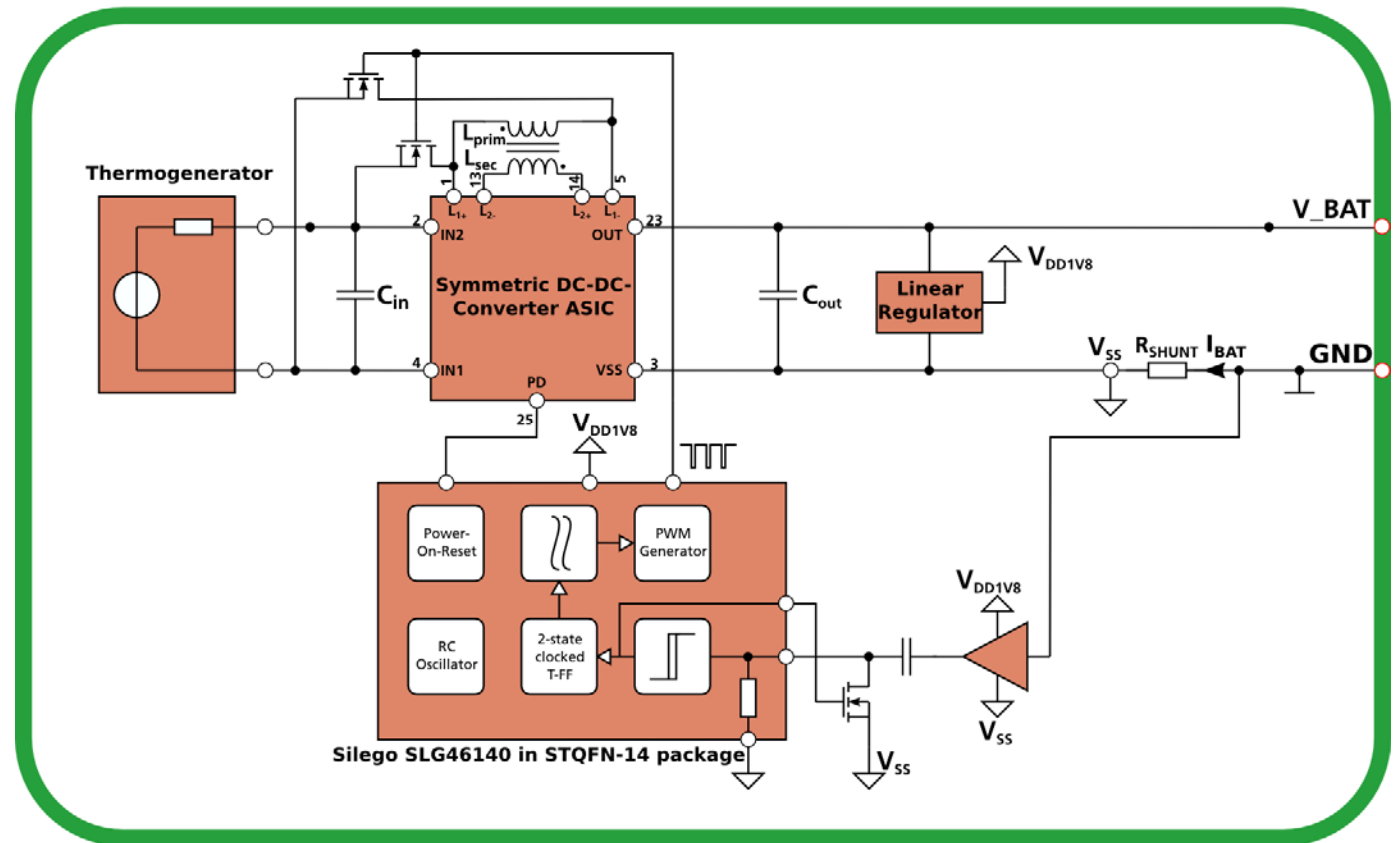 Thermogenerator
Lprim
Lsec
1
13
14
5
L1+
L2-
L2+
L1-
2
IN2
OUT
23
V_BAT
Symmetric DC-DC-
Converter ASIC
Cin
Cout
Linear
Regulator
VDD1V8
4
IN1
PD
VSS
3
VSS
RSHUNT
IBAT
GND
25
VDD1V8
Power-
On-Reset
PWM
Generator
RC
Oscillator
2-state
clocked
T-FF
VDD1V8
VSS
VSS
Silego SLG46140 in STQFN-14 package